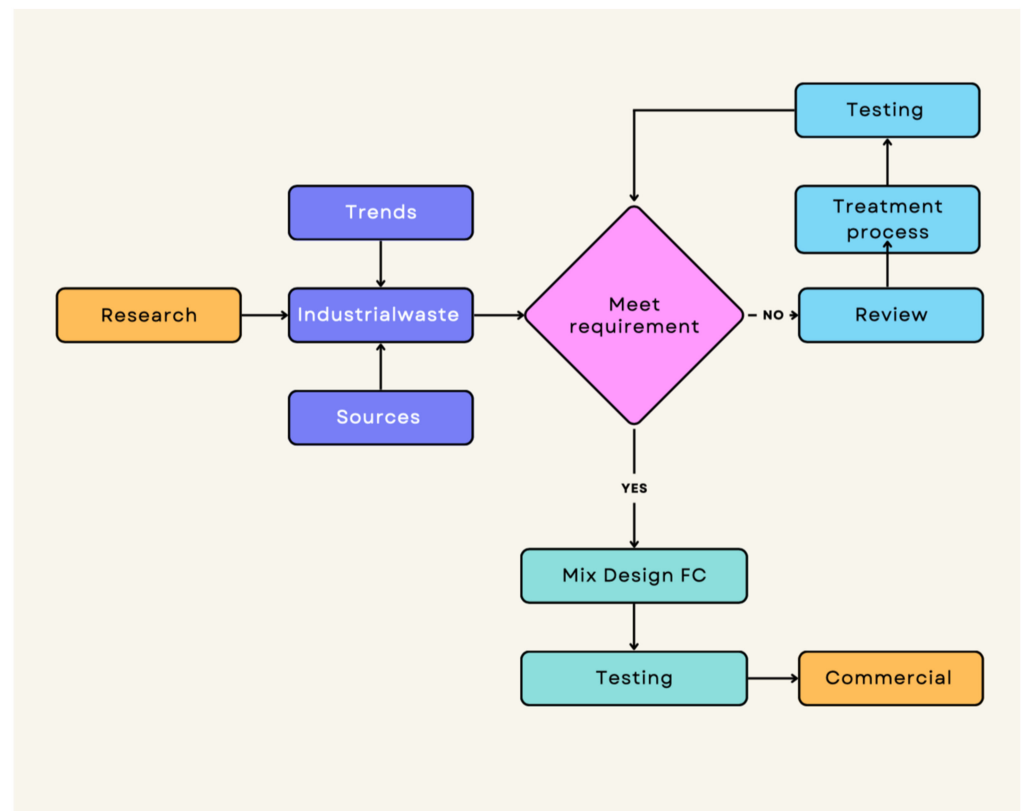 Testing
Trends
Treatment
process
Research
Industrialwaste
Meet
requirement
NO
Review
Sources
YES
Mix Design FC
Testing
Commercial